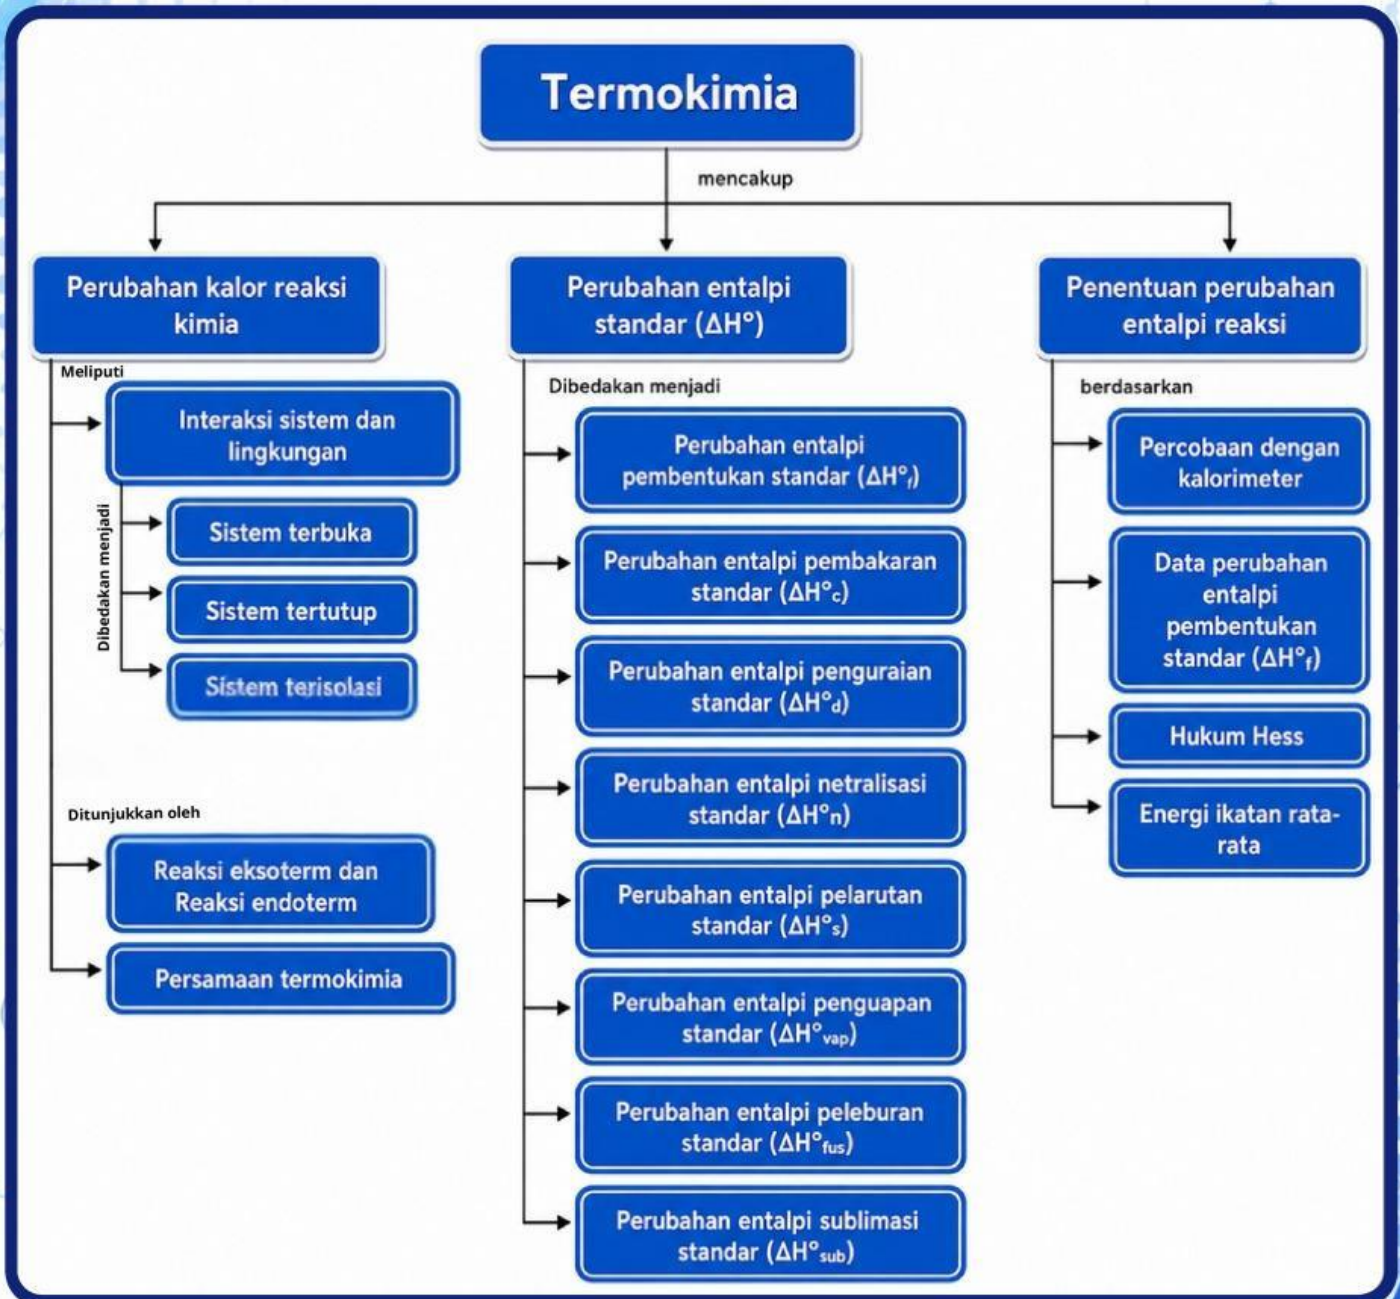 Termokimia
mencakup
Perubahan kalor reaksi
kimia
Meliputi
Interaksi sistem dan
lingkungan
Dibedakan menjadi
Sistem terbuka
Sistem tertutup
Sistem terisolasi
Ditunjukkan oleh
Reaksi eksoterm dan
Reaksi endoterm
Persamaan termokimia
Perubahan entalpi
standar (ΔH°)
Dibedakan menjadi
Perubahan entalpi
pembentukan standar (ΔH°f)
Perubahan entalpi pembakaran
standar (ΔH°c)
Perubahan entalpi penguraian
standar (ΔH°d)
Perubahan entalpi netralisasi
standar (ΔH°n)
Perubahan entalpi pelarutan
standar (ΔH°s)
Perubahan entalpi penguapan
standar (ΔH°vap)
Perubahan entalpi peleburan
standar (ΔH°fus)
Perubahan entalpi sublimasi
standar (ΔH°sub)
Penentuan perubahan
entalpi reaksi
berdasarkan
Percobaan dengan
kalorimeter
Data perubahan
entalpi
pembentukan
standar (ΔH°f)
Hukum Hess
Energi ikatan rata-
rata